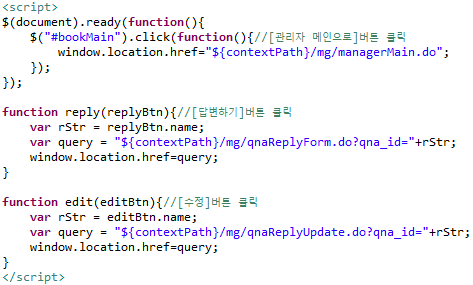 <script>
$(document).ready(function(){
    $("#bookMain").click(function(){//[관리자 메인으로]버튼 클릭
        window.location.href="${contextPath}/mg/managerMain.do";
    });
});

function reply(replyBtn){//[답변하기]버튼 클릭
    var rStr = replyBtn.name;
    var query = "${contextPath}/mg/qnaReplyForm.do?qna_id="+rStr;
    window.location.href=query;
}

function edit(editBtn){//[수정]버튼 클릭
    var rStr = editBtn.name;
    var query = "${contextPath}/mg/qnaReplyUpdate.do?qna_id="+rStr;
    window.location.href=query;
}
</script>